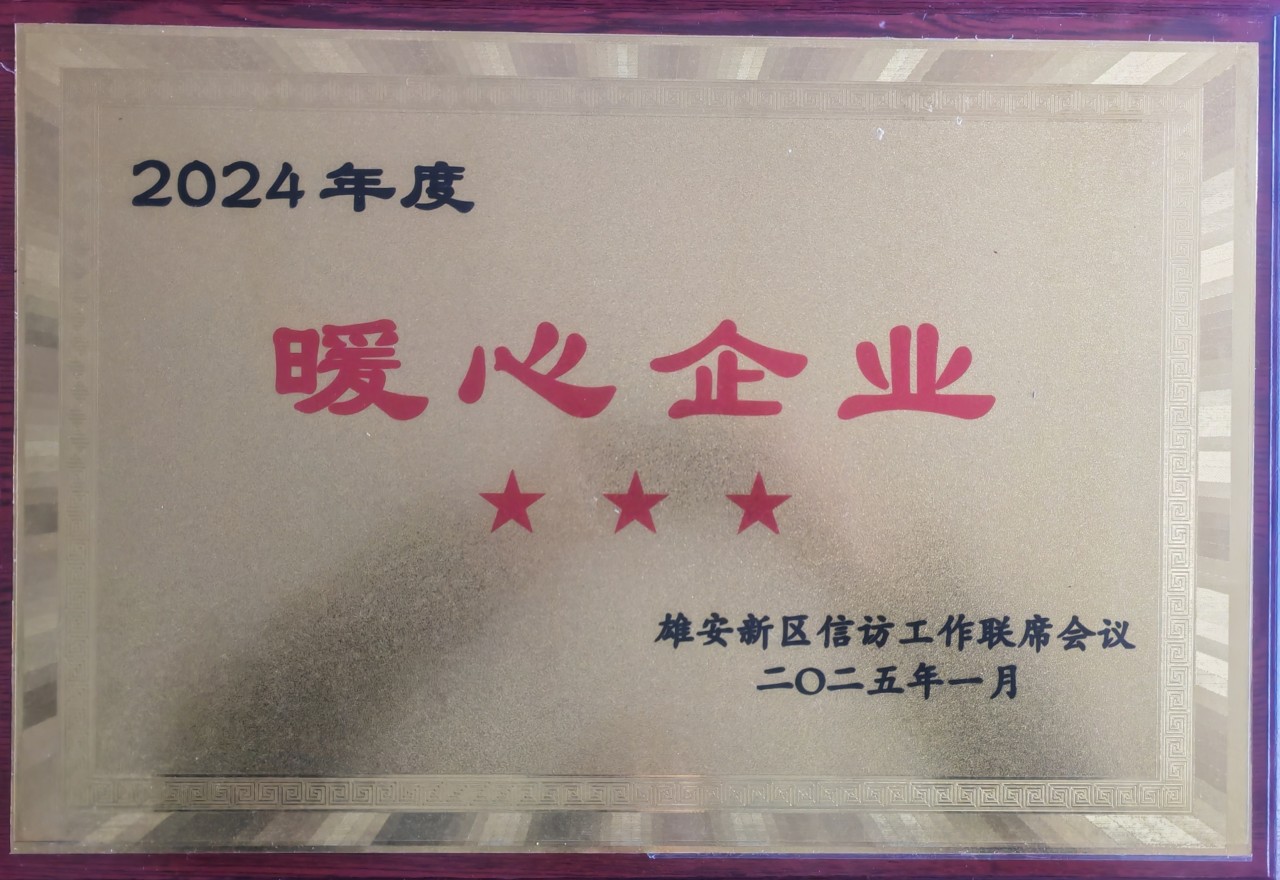 2024年度
暖心企业
★ ★ ★
雄安新区信访工作联席会议
二〇二五年一月